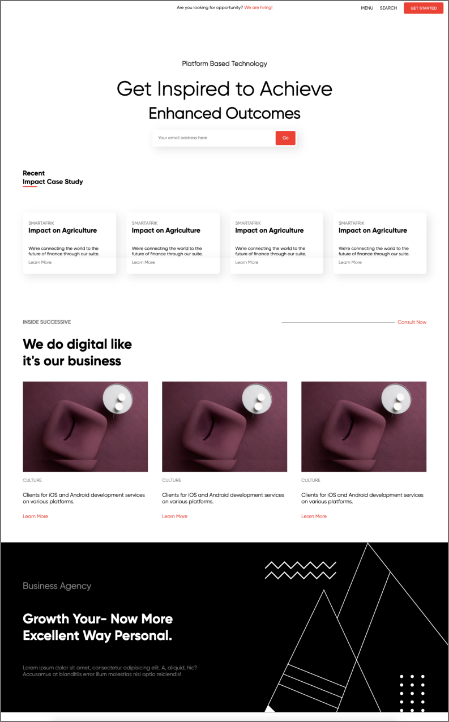 Are you looking for opportunity? We are hiring!
MENU SEARCH GET STARTED
Platform Based Technology
Get Inspired to Achieve
Enhanced Outcomes
Your email address here
Go
Recent
Impact Case Study
SMARTAFRIK
Impact on Agriculture
We're connecting the world to the
future of finance through our suite.
Learn More
SMARTAFRIK
Impact on Agriculture
We're connecting the world to the
future of finance through our suite.
Learn More
SMARTAFRIK
Impact on Agriculture
We're connecting the world to the
future of finance through our suite.
Learn More
SMARTAFRIK
Impact on Agriculture
We're connecting the world to the
future of finance through our suite.
Learn More
INSIDE SUCCESSIVE
Consult Now
We do digital like
it's our business
CULTURE
Clients for iOS and Android development services
on various platforms.
Learn More
CULTURE
Clients for iOS and Android development services
on various platforms.
Learn More
CULTURE
Clients for iOS and Android development services
on various platforms.
Learn More
Business Agency
Growth Your- Now More
Excellent Way Personal.
Lorem ipsum dolor sit amet, consectetur adipisicing elit. A, aliquid, hic?
Accusamus at blanditiis error illum molestias nisi optio reiciendis!